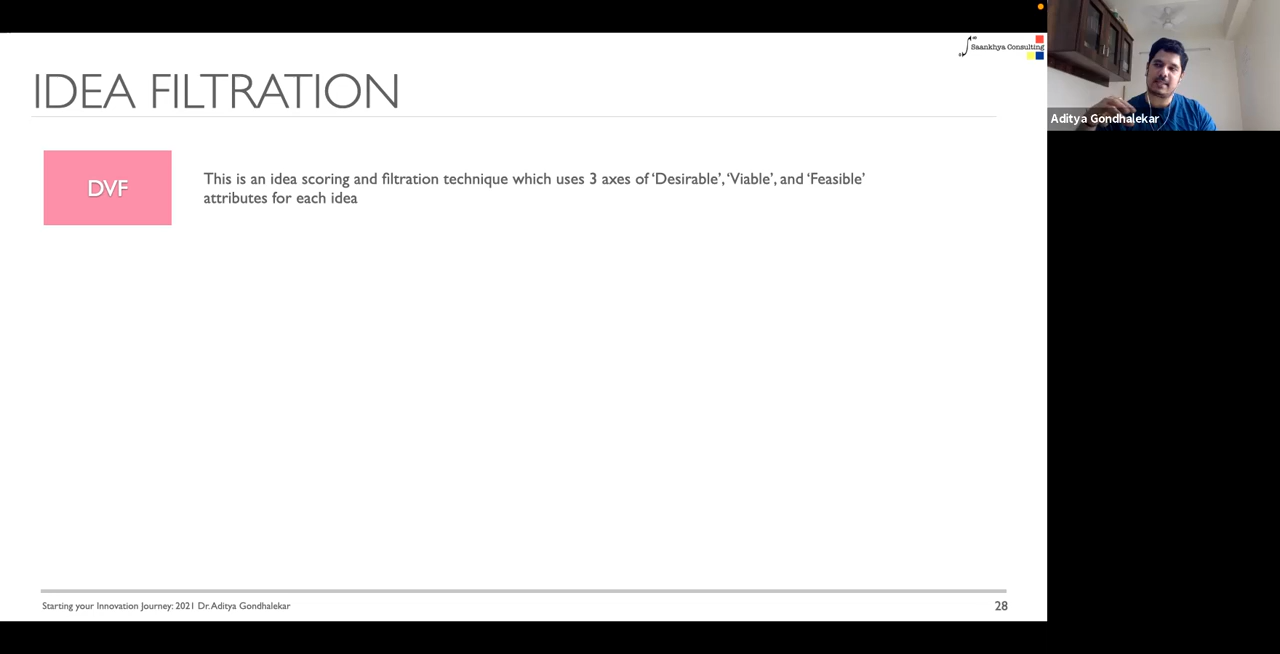 Saankhya Consulting
IDEA FILTRATION
DVF
This is an idea scoring and filtration technique which uses 3 axes of ‘Desirable’, ‘Viable’, and ‘Feasible’
attributes for each idea
Starting your Innovation Journey: 2021 Dr. Aditya Gondhalekar
28
Aditya Gondhalekar